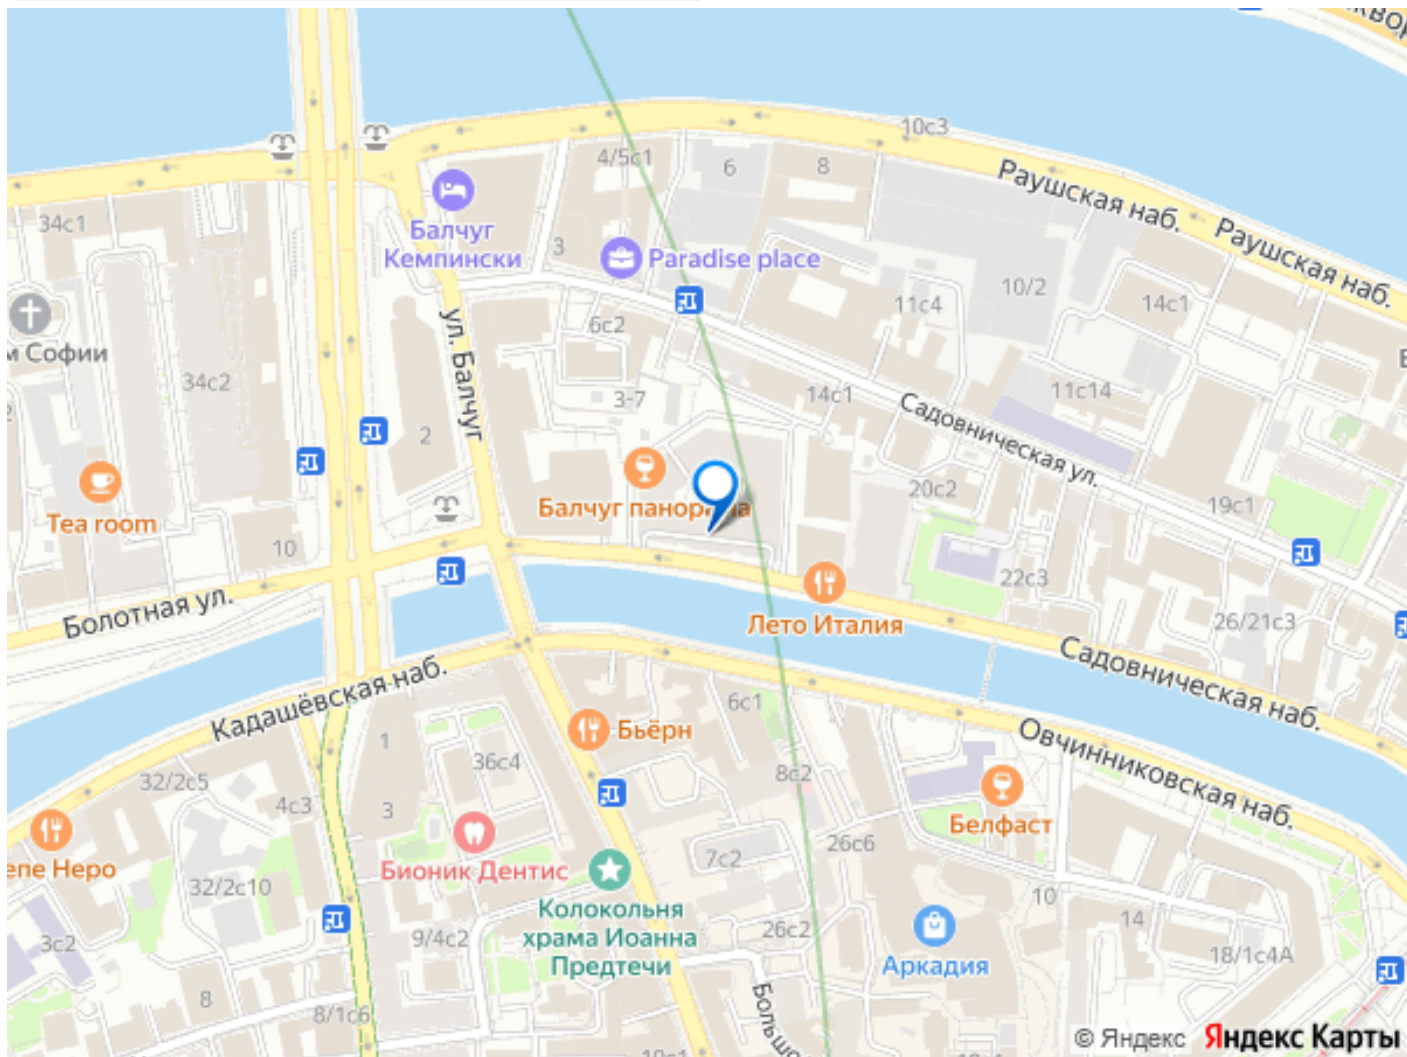 10с3
4/5с1
6
8
Раушская наб.
Раушская наб.
34с1
Балчуг
Кемпински
3
Paradise place
10/2
11с4
14с1
м Софии
6с2
ул. Балчуг
34с2
3-7
14с1
11с14
Садовническая ул.
2
Балчуг панорама
20с2
19с1
Tea room
10
22с3
Болотная ул.
Лето Италия
26/21с3
Садовническая наб.
Кадашёвская наб.
6с1
Бьёрн
Овчинниковская наб.
1
36с4
32/2с5
8с2
4с3
3
Белфаст
26с6
епе Неро
Бионик Дентис
7с2
32/2с10
10
Колокольня
храма Иоанна
Предтечи
14
3с2
9/4с2
26с2
18/1с4А
Аркадия
8
8/1с6
© Яндекс Яндекс Карты